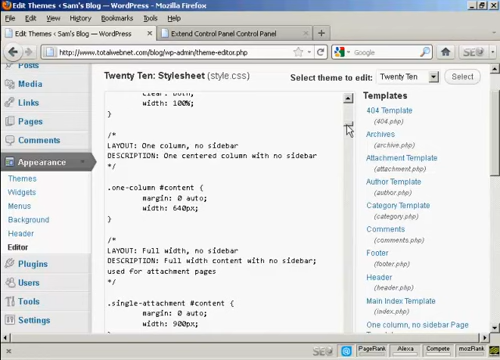 Edit Themes ‹ Sam's Blog — WordPress - Mozilla Firefox
File Edit View History Bookmarks Tools Help
Edit Themes ‹ Sam's Blog — WordPress
Extend Control Panel Control Panel
http://www.totalwebnet.com/blog/wp-admin/theme-editor.php
Google
Posts
Media
Links
Pages
Comments
Appearance
Themes
Widgets
Menus
Background
Header
Editor
Plugins
Users
Tools
Settings
Twenty Ten: Stylesheet (style.css)
Select theme to edit: Twenty Ten Select
clear: both;
width: 100%;
}
/*
LAYOUT: One column, no sidebar
DESCRIPTION: One centered column with no sidebar
*/
.one-column #content {
margin: 0 auto;
width: 640px;
}
/*
LAYOUT: Full width, no sidebar
DESCRIPTION: Full width content with no sidebar;
used for attachment pages
*/
.single-attachment #content {
margin: 0 auto;
width: 900px;
Templates
404 Template
(404.php)
Archives
(archive.php)
Attachment Template
(attachment.php)
Author Template
(author.php)
Category Template
(category.php)
Comments
(comments.php)
Footer
(footer.php)
Header
(header.php)
Main Index Template
(index.php)
One column, no sidebar Page
PageRank Alexa Compete mozRank